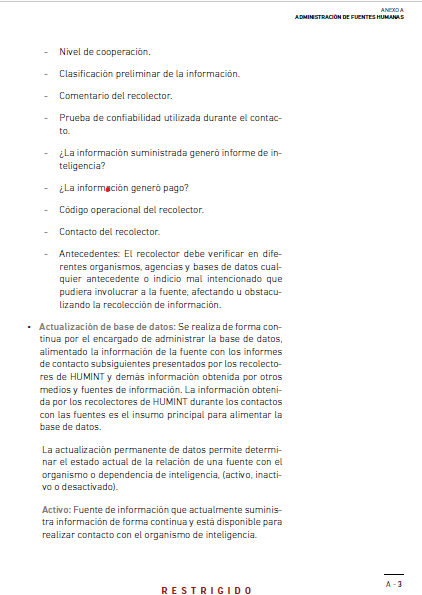 ANEXO A
ADMINISTRACIÓN DE FUENTES HUMANAS
- Nivel de cooperación.
- Clasificación preliminar de la información.
- Comentario del recolector.
- Prueba de confiabilidad utilizada durante el contac-
to.
- ¿La información suministrada generó informe de in-
teligencia?
- ¿La información generó pago?
- Código operacional del recolector.
- Contacto del recolector.
- Antecedentes: El recolector debe verificar en dife-
rentes organismos, agencias y bases de datos cual-
quier antecedente o indicio mal intencionado que
pudiera involucrar a la fuente, afectando u obstacu-
lizando la recolección de información.
• Actualización de base de datos: Se realiza de forma con-
tinua por el encargado de administrar la base de datos,
alimentado la información de la fuente con los informes
de contacto subsiguientes presentados por los recolecto-
res de HUMINT y demás información obtenida por otros
medios y fuentes de información. La información obteni-
da por los recolectores de HUMINT durante los contactos
con las fuentes es el insumo principal para alimentar la
base de datos.
La actualización permanente de datos permite determi-
nar el estado actual de la relación de una fuente con el
organismo o dependencia de inteligencia, (activo, inacti-
vo o desactivado).
Activo: Fuente de información que actualmente suminis-
tra información de forma continua y está disponible para
realizar contacto con el organismo de inteligencia.
A - 3
RESTRIGIDO